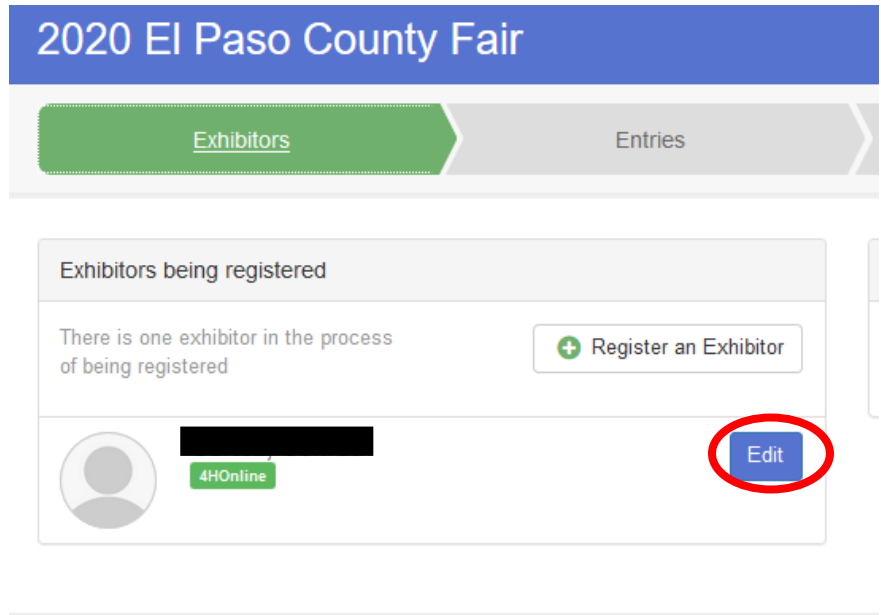 2020 El Paso County Fair
Exhibitors
Entries
Exhibitors being registered
There is one exhibitor in the process
of being registered
Register an Exhibitor
4HOnline
Edit